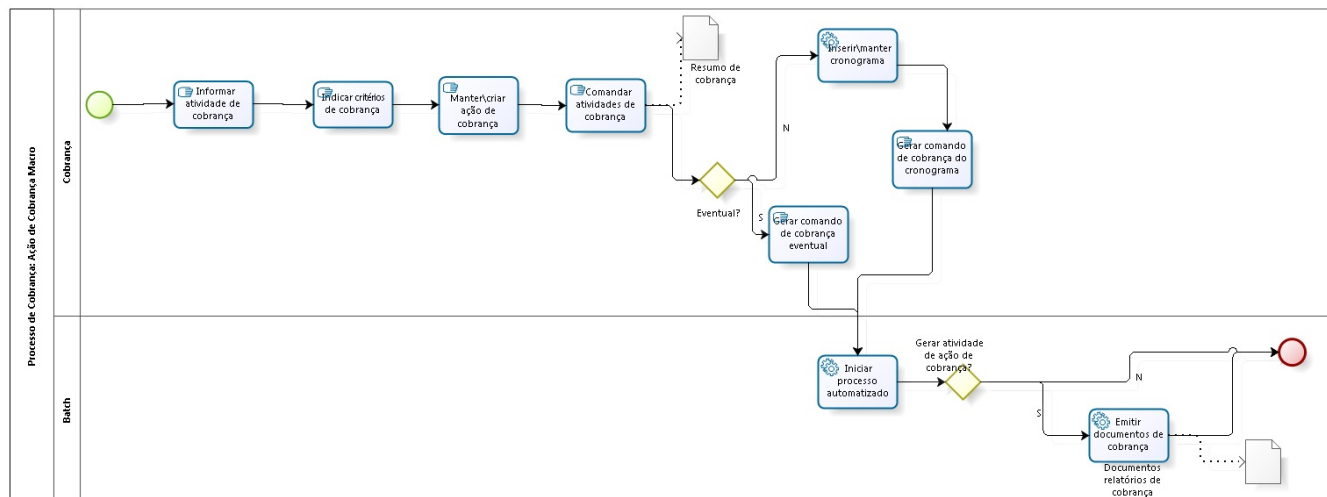 Processo de Cobrança: Ação de Cobrança Macro
Cobrança
Informar
atividade de
cobrança
Indicar critérios
de cobrança
Manter\criar
ação de
cobrança
Comandar
atividades de
cobrança
Resumo de
cobrança
Eventual?
N
S
Inserir\manter
cronograma
Gerar comando
de cobrança do
cronograma
Gerar comando
de cobrança
eventual
Batch
Iniciar
processo
automatizado
Gerar atividade
de ação de
cobrança?
N
S
Emitir
documentos de
cobrança
Documentos
relatórios de
cobrança